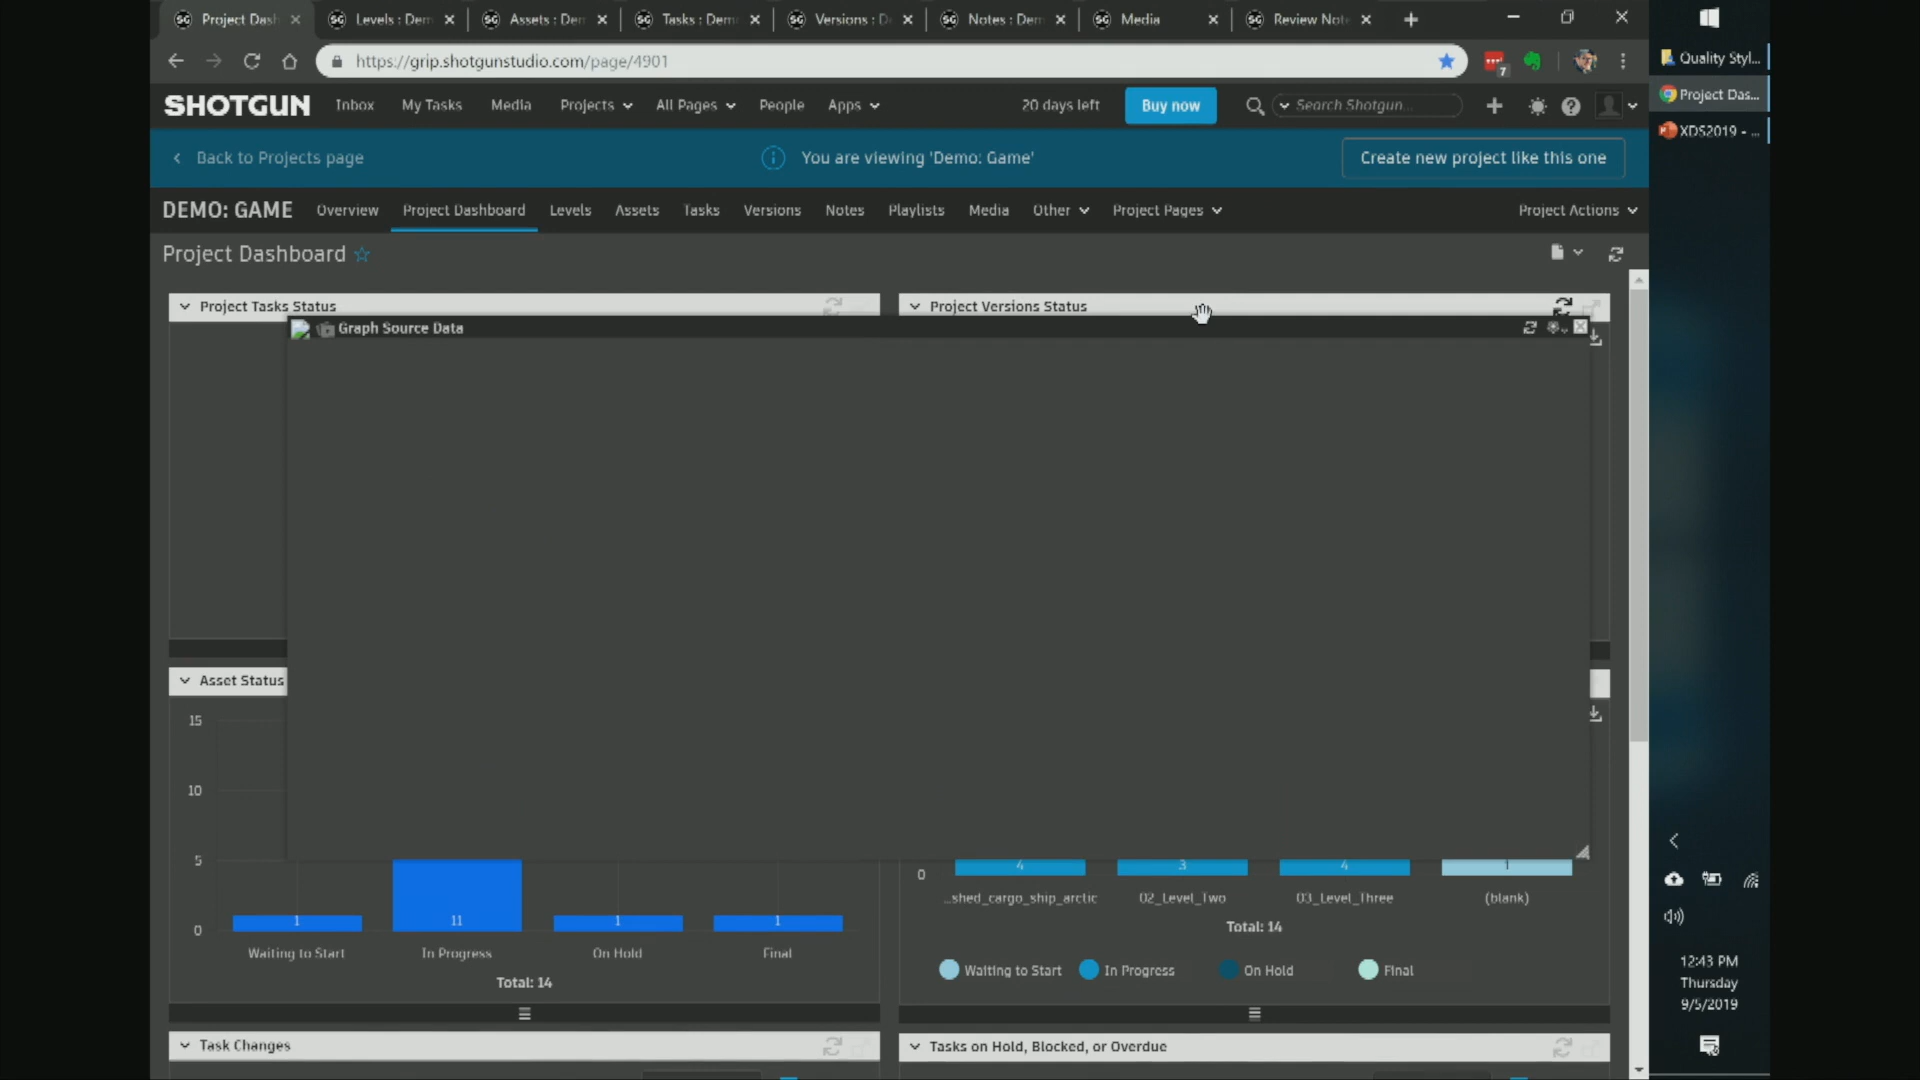 Project Dash
Levels : Dem
Assets : Dem
Tasks : Dem
Versions : D
Notes : Dem
Media
Review Not
Quality Styl...
https://grip.shotgunstudio.com/page/4901
7
Project Das...
SHOTGUN
Inbox
My Tasks
Media
Projects
All Pages
People
Apps
20 days left
Buy now
Search Shotgun...
XDS2019 - ...
Back to Projects page
You are viewing 'Demo: Game'
Create new project like this one
DEMO: GAME
Overview
Project Dashboard
Levels
Assets
Tasks
Versions
Notes
Playlists
Media
Other
Project Pages
Project Actions
Project Dashboard
Project Tasks Status
Project Versions Status
Graph Source Data
Asset Status
15
10
5
0
1
11
1
1
Waiting to Start
In Progress
On Hold
Final
Total: 14
0
4
3
4
1
...shed_cargo_ship_arctic
02_Level_Two
03_Level_Three
(blank)
Total: 14
Waiting to Start
In Progress
On Hold
Final
Task Changes
Tasks on Hold, Blocked, or Overdue
12:43 PM
Thursday
9/5/2019